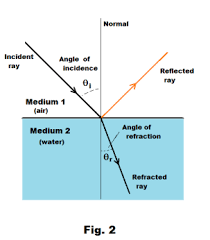 Normal
Incident
ray
Angle of
incidence
θi
Reflected
ray
Medium 1
(air)
Medium 2
(water)
Angle of
refraction
θr
Refracted
ray
Fig. 2